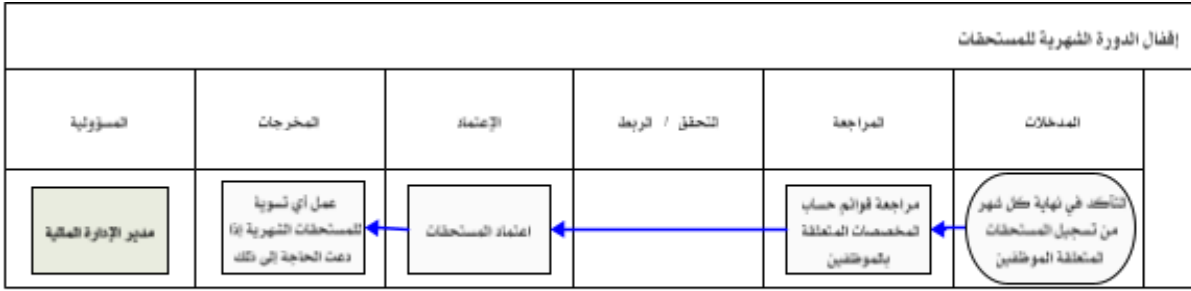 إقفال الدورة الشهرية للمستحقات
المدخلات
المراجعة
التحقق / الربط
الإعتماد
المخرجات
المسؤولية
التأكد في نهاية كل شهر
من تسجيل المستحقات
المتعلقة الموظفين
مراجعة قوائم حساب
المخصصات المتعلقة
بالموظفين
اعتماد المستحقات
عمل أي تسوية
للمستحقات الشهرية إذا
دعت الحاجة إلى ذلك
مدير الإدارة المالية